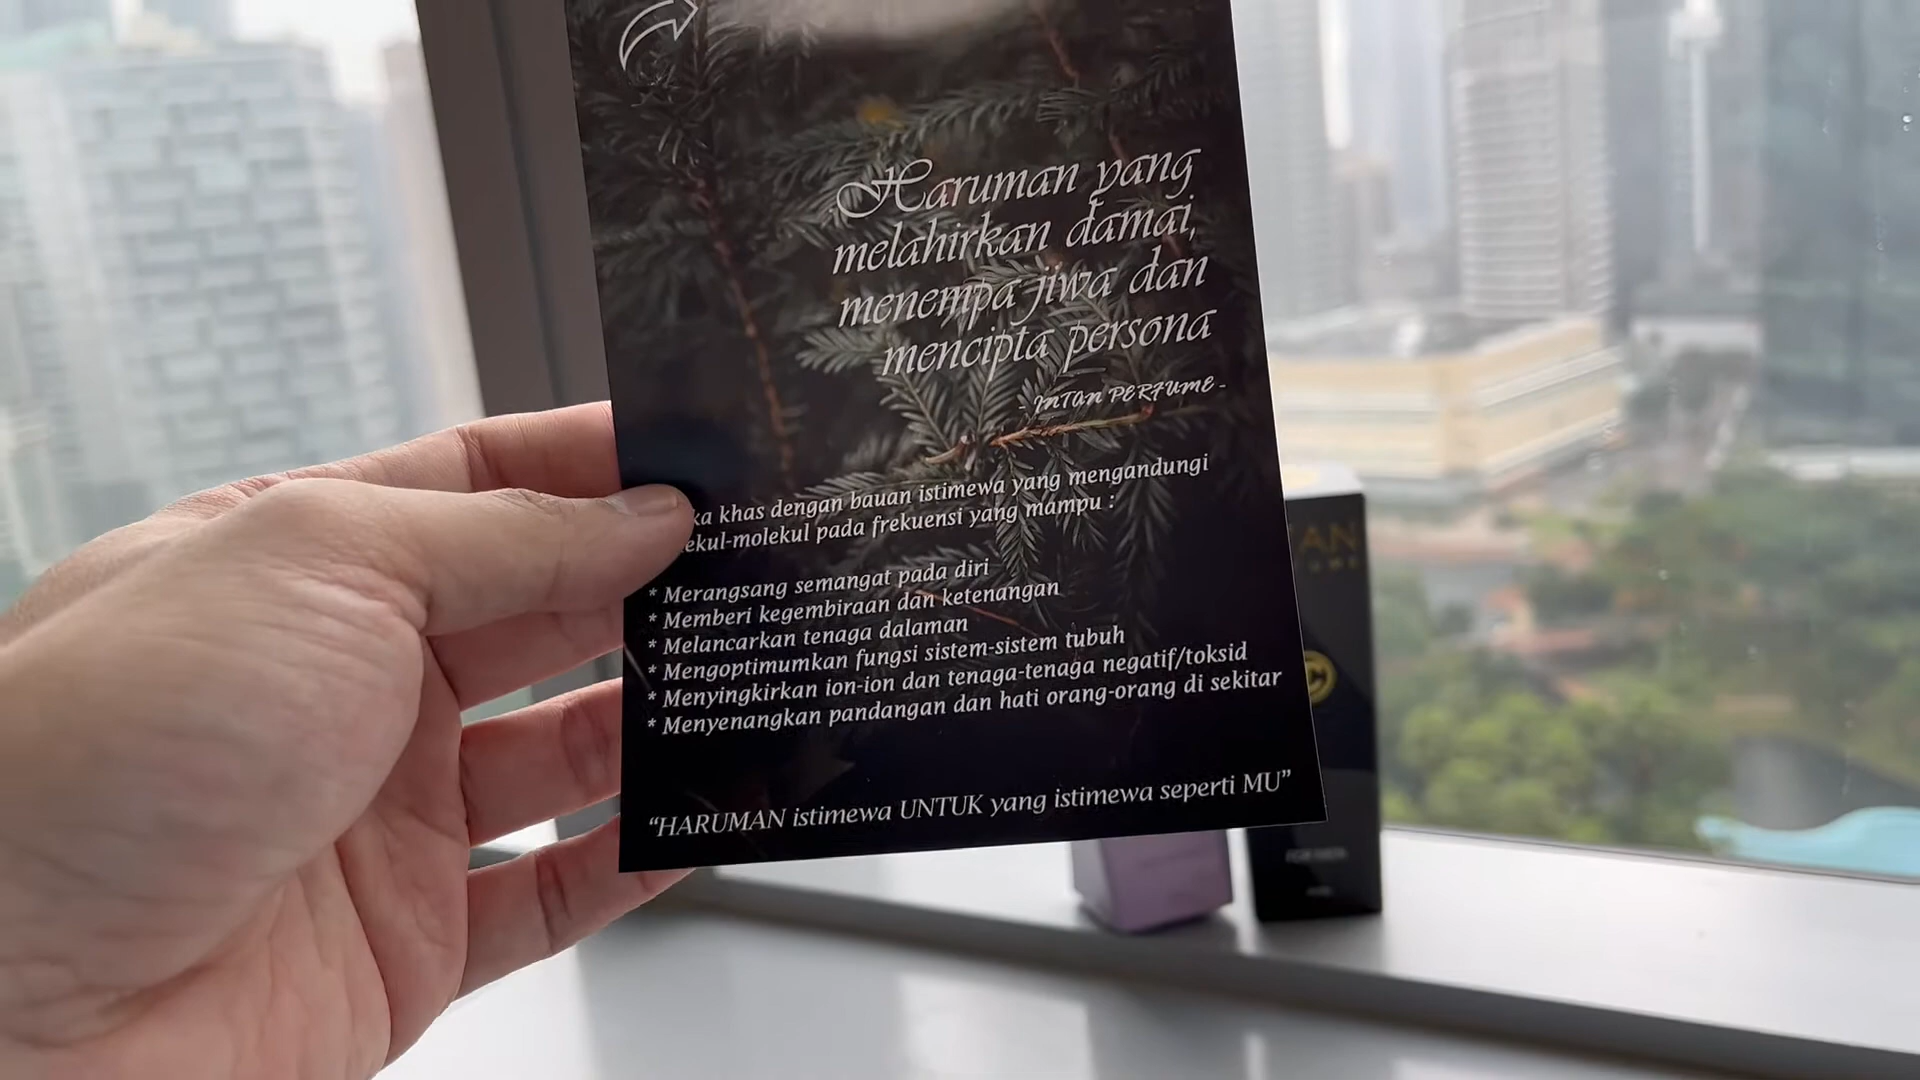 Haruman yang
melahirkan damai,
menempa jiwa dan
mencipta persona
- INTAN PERFUME -
khas dengan bauan istimewa yang mengandungi
pada frekuensi yang mampu :
* Merangsang semangat pada diri
* Memberi kegembiraan dan ketenangan
* Melancarkan tenaga dalaman
* Mengoptimumkan fungsi sistem-sistem tubuh
* Menyingkirkan ion-ion dan tenaga-tenaga negatif/toksid
* Menyenangkan pandangan dan hati orang-orang di sekitar
“HARUMAN istimewa UNTUK yang istimewa seperti MU”